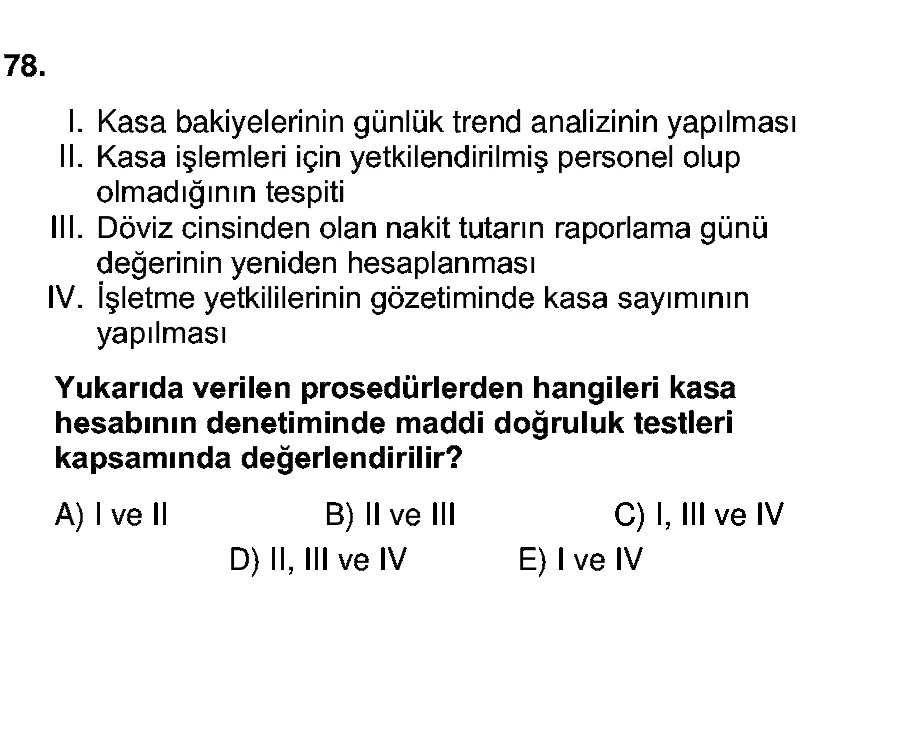 78.
I. Kasa bakiyelerinin günlük trend analizinin yapılması
II. Kasa işlemleri için yetkilendirilmiş personel olup
olmadığının tespiti
III. Döviz cinsinden olan nakit tutarın raporlama günü
değerinin yeniden hesaplanması
IV. İşletme yetkililerinin gözetiminde kasa sayımının
yapılması
Yukarıda verilen prosedürlerden hangileri kasa
hesabının denetiminde maddi doğruluk testleri
kapsamında değerlendirilir?
A) I ve II B) II ve III C) I, III ve IV
D) II, III ve IV E) I ve IV